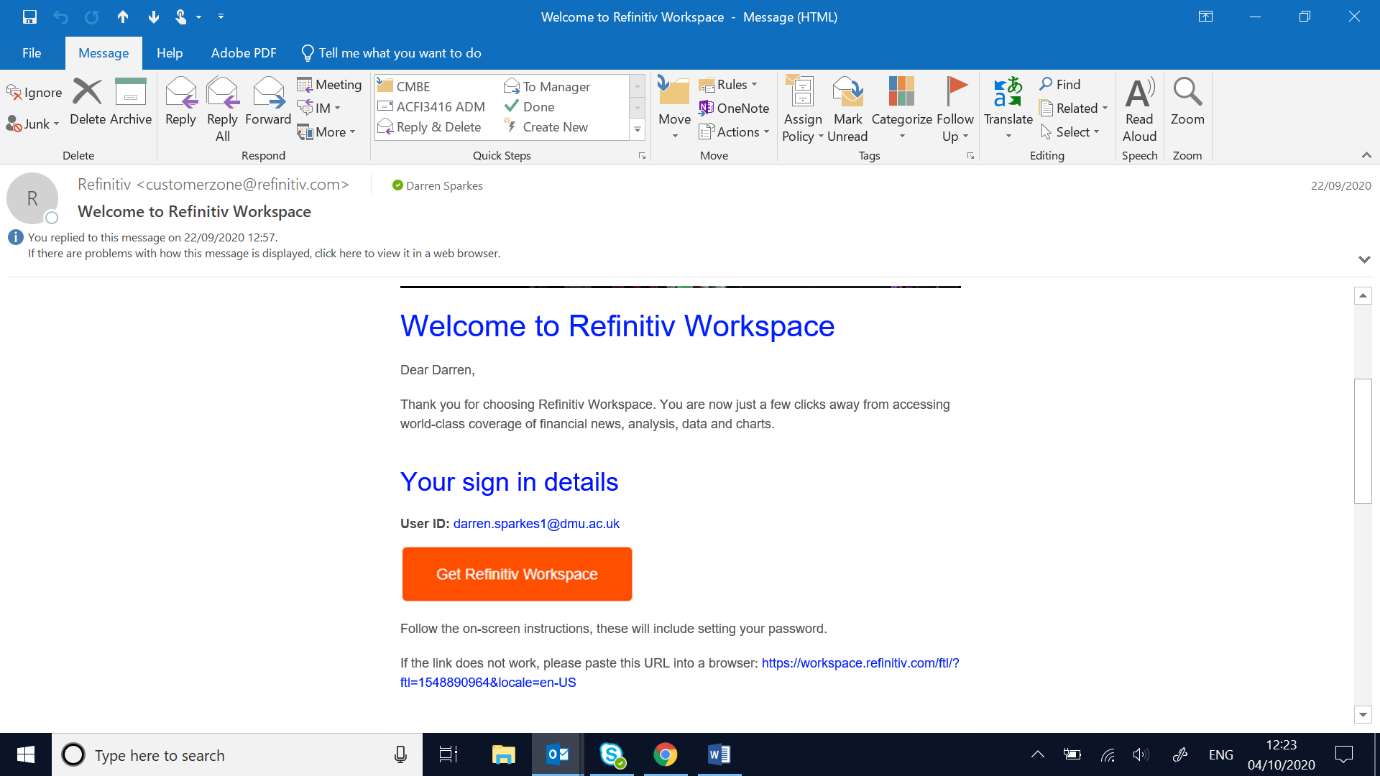 Welcome to Refinitiv Workspace - Message (HTML)
File Message Help Adobe PDF Tell me what you want to do
Ignore
Junk
Delete Archive
Delete
Reply Reply All Forward
Meeting
IM
More
Respond
CMBE To Manager
ACFI3416 ADM Done
Reply & Delete Create New
Quick Steps
Move
Rules
OneNote
Actions
Move
Assign Policy Mark Unread Categorize Follow Up
Tags
Translate
Find
Related
Select
Editing
Read Aloud
Speech
Zoom
Zoom
R
Refinitiv <customerzone@refinitiv.com> Darren Sparkes 22/09/2020
Welcome to Refinitiv Workspace
You replied to this message on 22/09/2020 12:57.
If there are problems with how this message is displayed, click here to view it in a web browser.
Welcome to Refinitiv Workspace
Dear Darren,
Thank you for choosing Refinitiv Workspace. You are now just a few clicks away from accessing
world-class coverage of financial news, analysis, data and charts.
Your sign in details
User ID: darren.sparkes1@dmu.ac.uk
Get Refinitiv Workspace
Follow the on-screen instructions, these will include setting your password.
If the link does not work, please paste this URL into a browser: https://workspace.refinitiv.com/ftl/?
ftl=1548890964&locale=en-US
Type here to search
ENG
12:23
04/10/2020